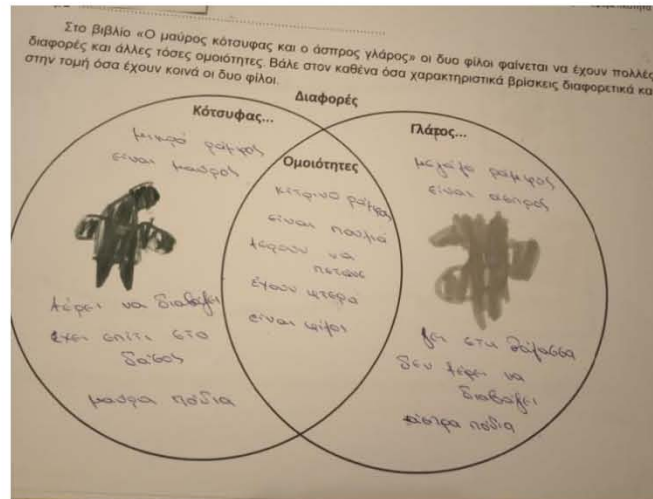 Στο βιβλίο «Ο μαύρος κότσυφας και ο άσπρος γλάρος» οι δυο φίλοι φαίνεται να έχουν πολλές
διαφορές και άλλες τόσες ομοιότητες. Βάλε στον καθένα όσα χαρακτηριστικά βρίσκεις διαφορετικά κα
στην τομή όσα έχουν κοινά οι δυο φίλοι.
Διαφορές
Κότσυφας...
μικρό ράμφος
είναι μαύρος
ξέρει να διαβάζει
έχει σπίτι στο
δάσος
μαύρα πόδια
Ομοιότητες
κίτρινο ράμφος
είναι πουλιά
ξέρουν να
πετάνε
έχουν φτερά
είναι φίλοι
Γλάρος...
μεγάλο ράμφος
είναι ασπρος
ζει στη θάλασσα
δεν ξέρει να
διαβάζει
άσπρα πόδια